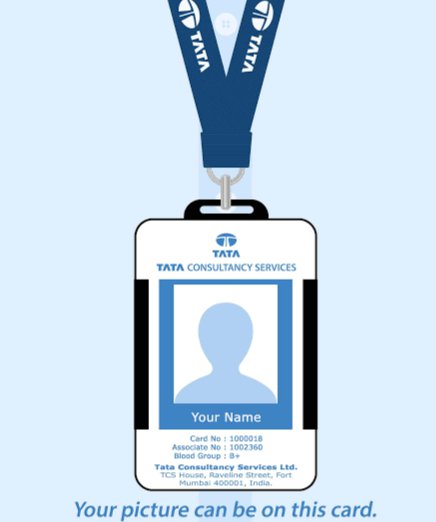 TATA
TATA
TATA
TATA CONSULTANCY SERVICES
Your Name
Card No : 1000018
Associate No : 1002360
Blood Group : B+
Tata Consultancy Services Ltd.
TCS House, Raveline Street, Fort
Mumbai 400001, India.
Your picture can be on this card.